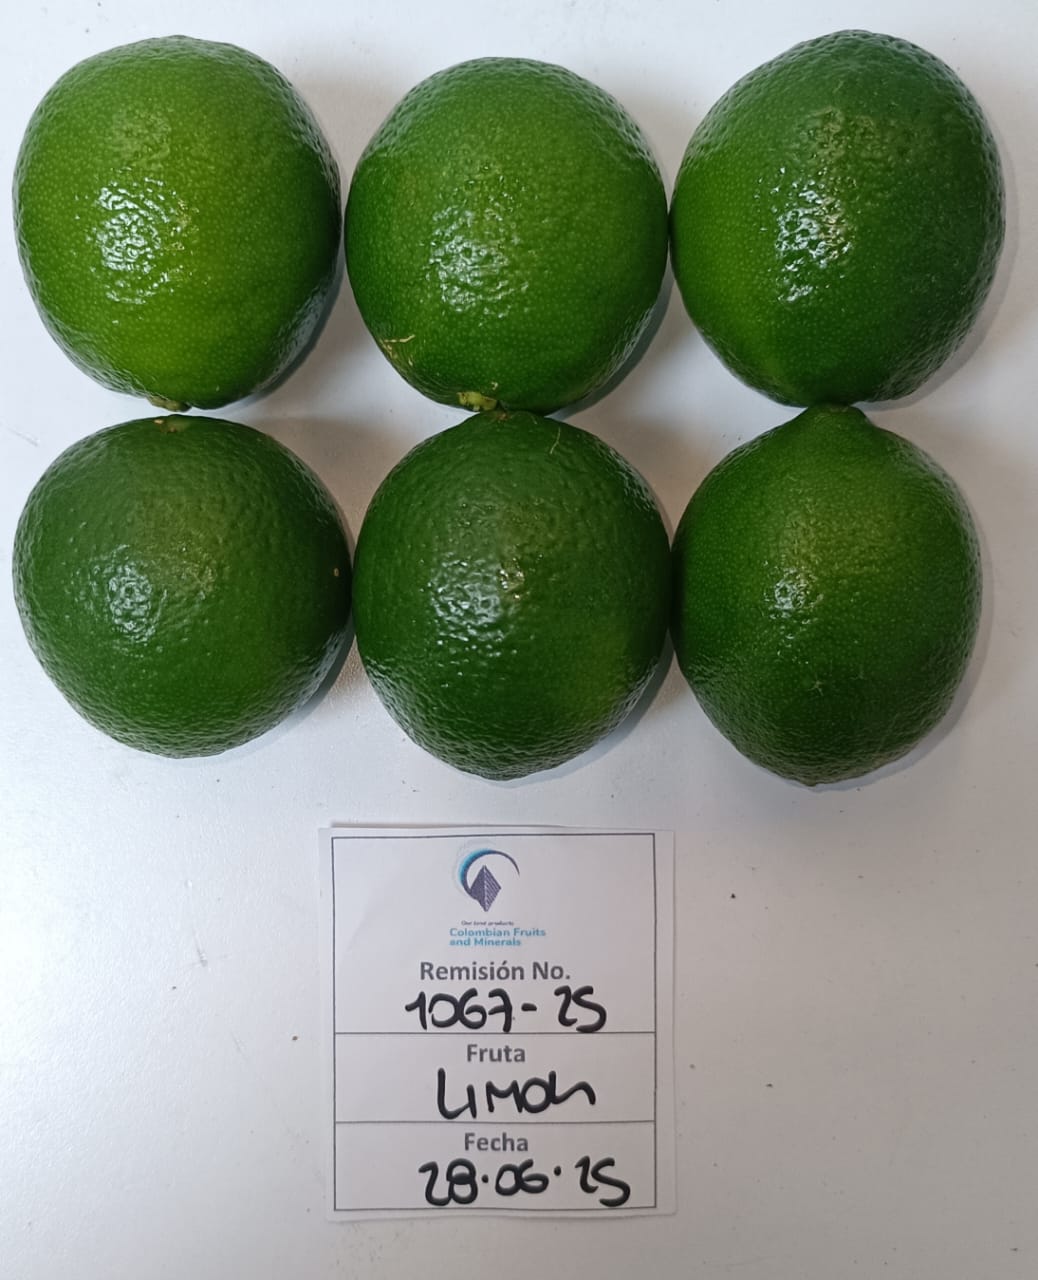 Our best products
Colombian Fruits
and Minerals
Remisión No.
1067-25
Fruta
LIMON
Fecha
28.06.25